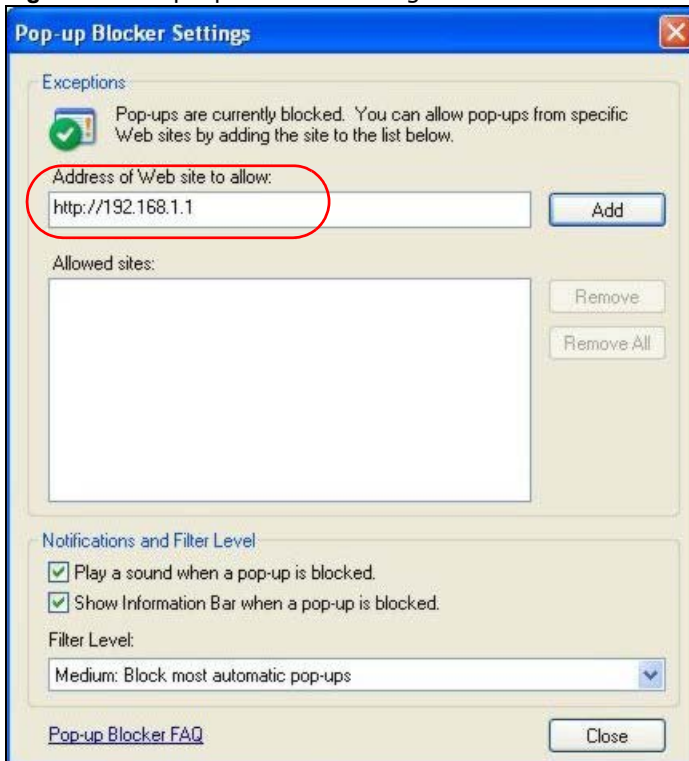 Pop-up Blocker Settings
Exceptions
Pop-ups are currently blocked. You can allow pop-ups from specific
Web sites by adding the site to the list below.
Address of Web site to allow:
http://192.168.1.1
Add
Allowed sites:
Remove
Remove All
Notifications and Filter Level
Play a sound when a pop-up is blocked.
Show Information Bar when a pop-up is blocked.
Filter Level:
Medium: Block most automatic pop-ups
Pop-up Blocker FAQ
Close